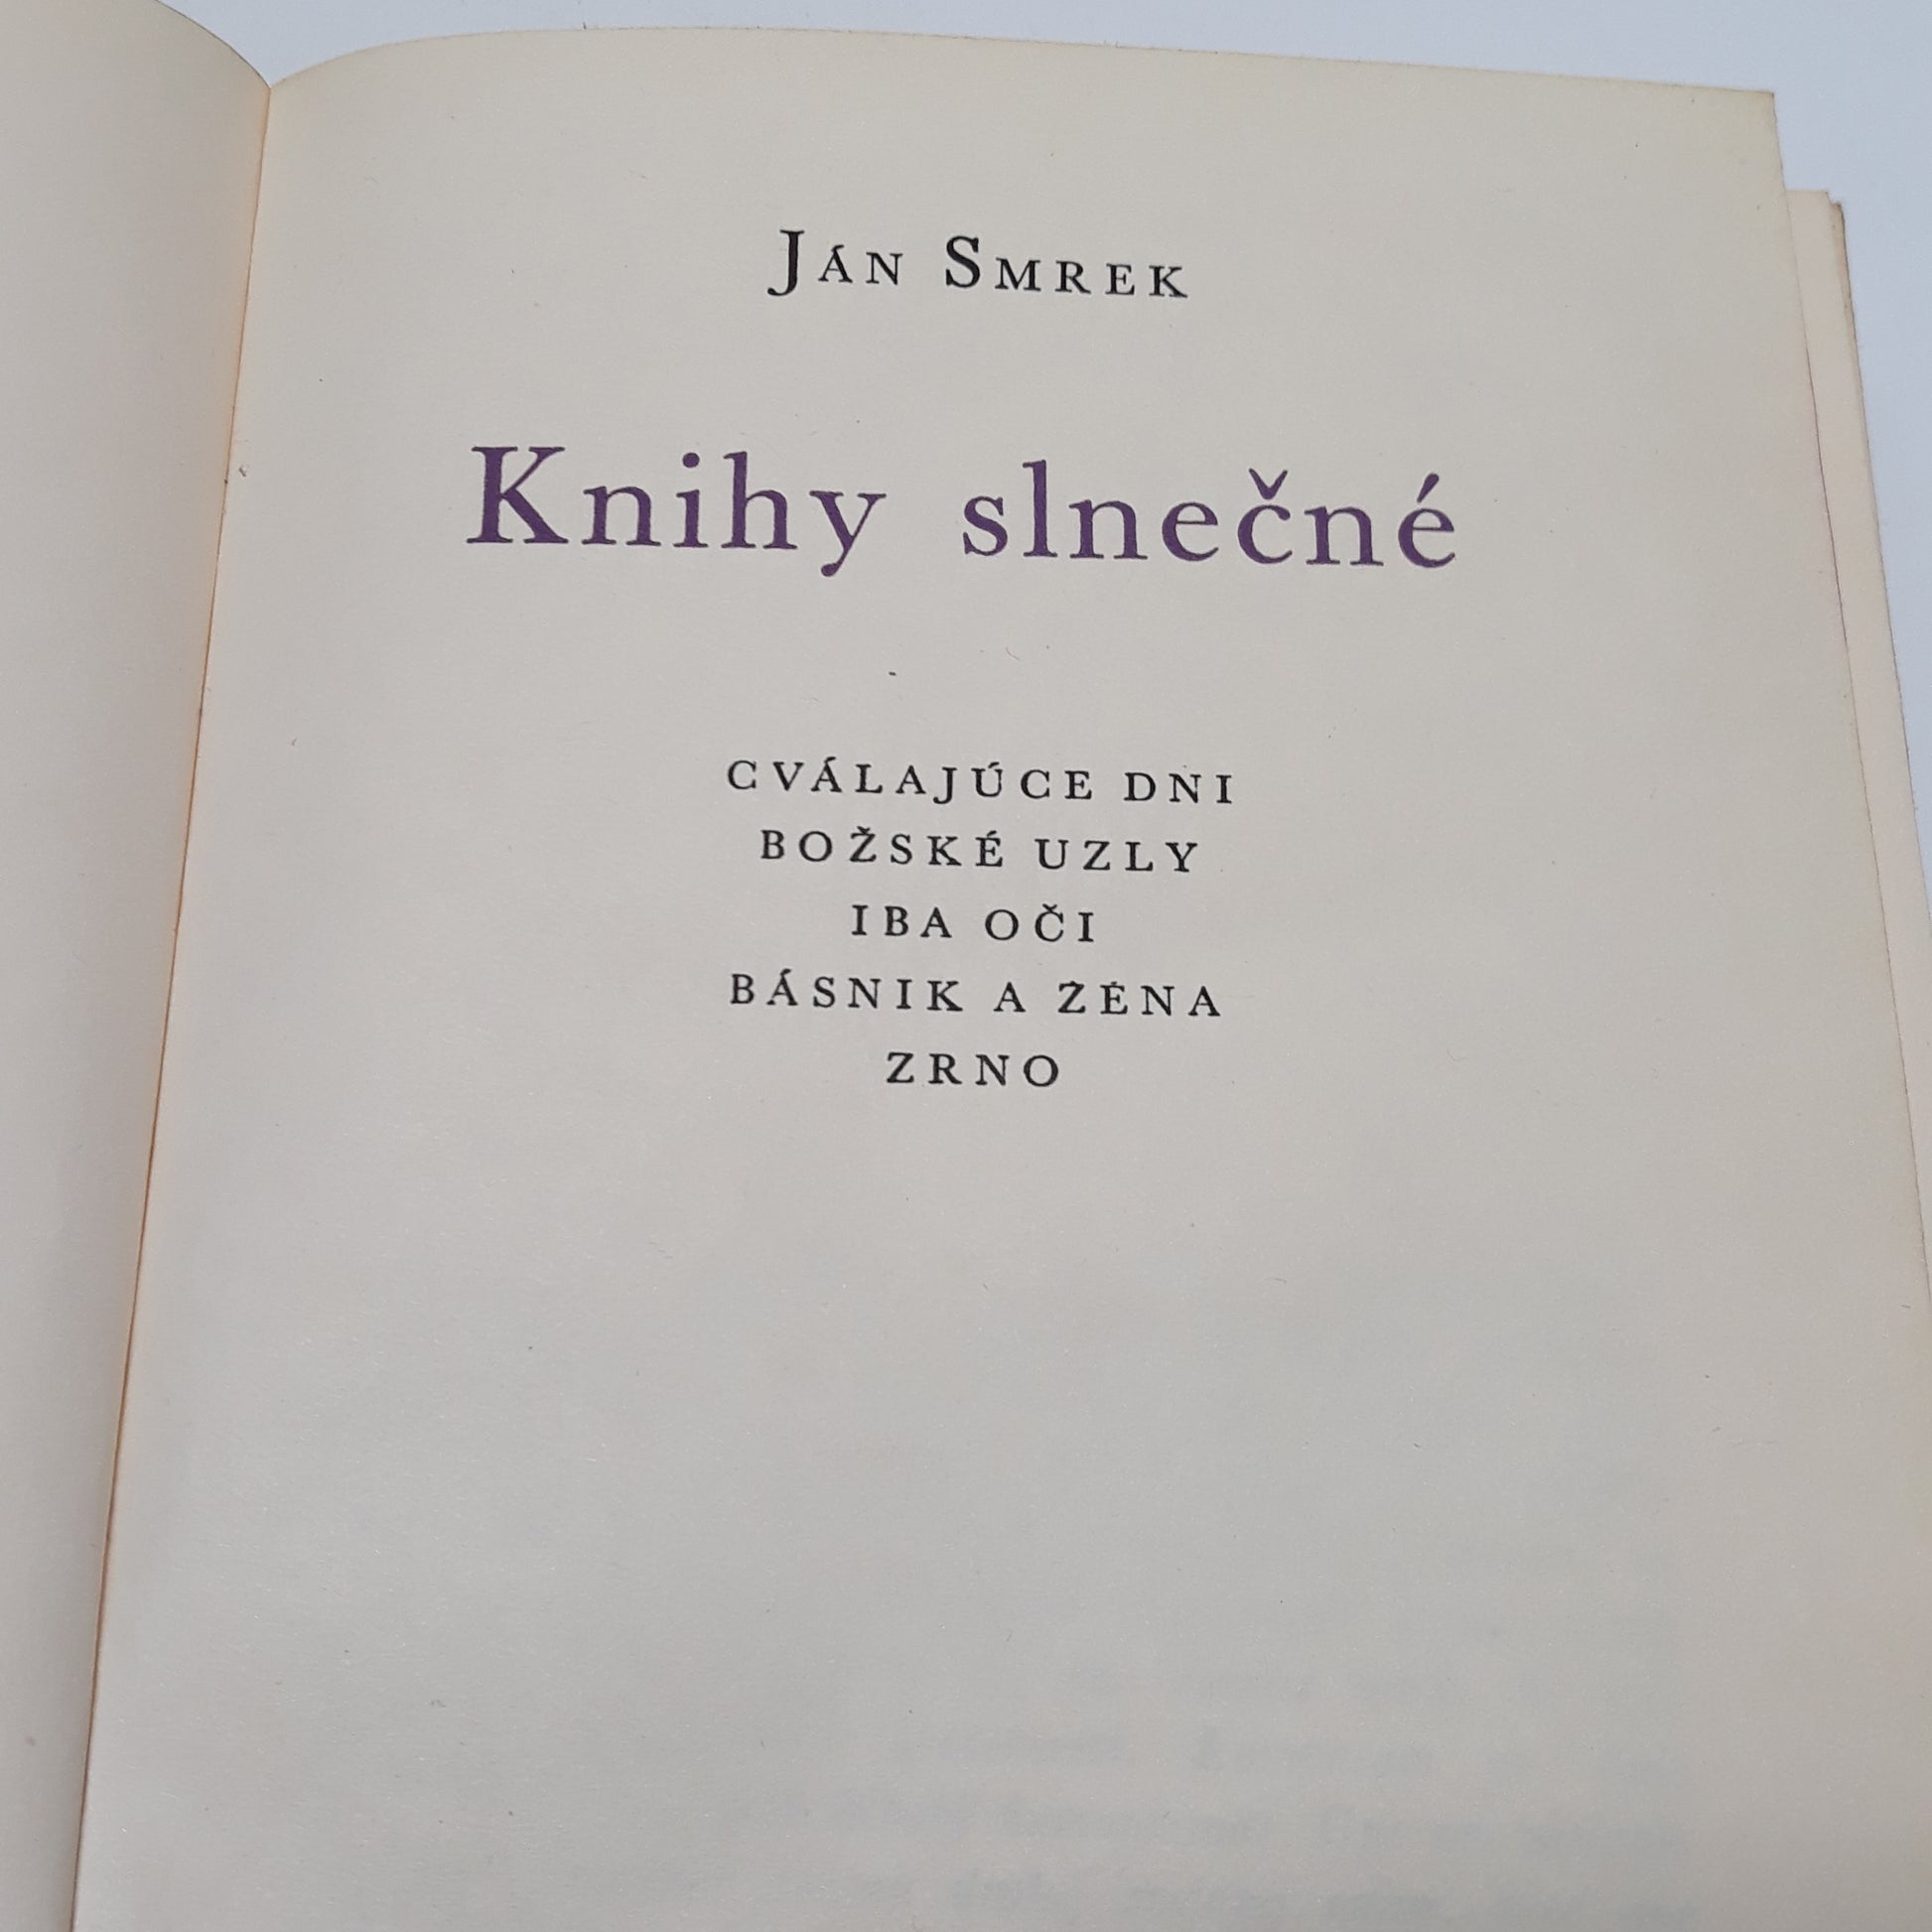 JÁN SMREK
Knihy slnečné
CVÁLAJÚCE DNI
BOŽSKÉ UZLY
IBA OČI
BÁSNIK A ŽENA
ZRNO